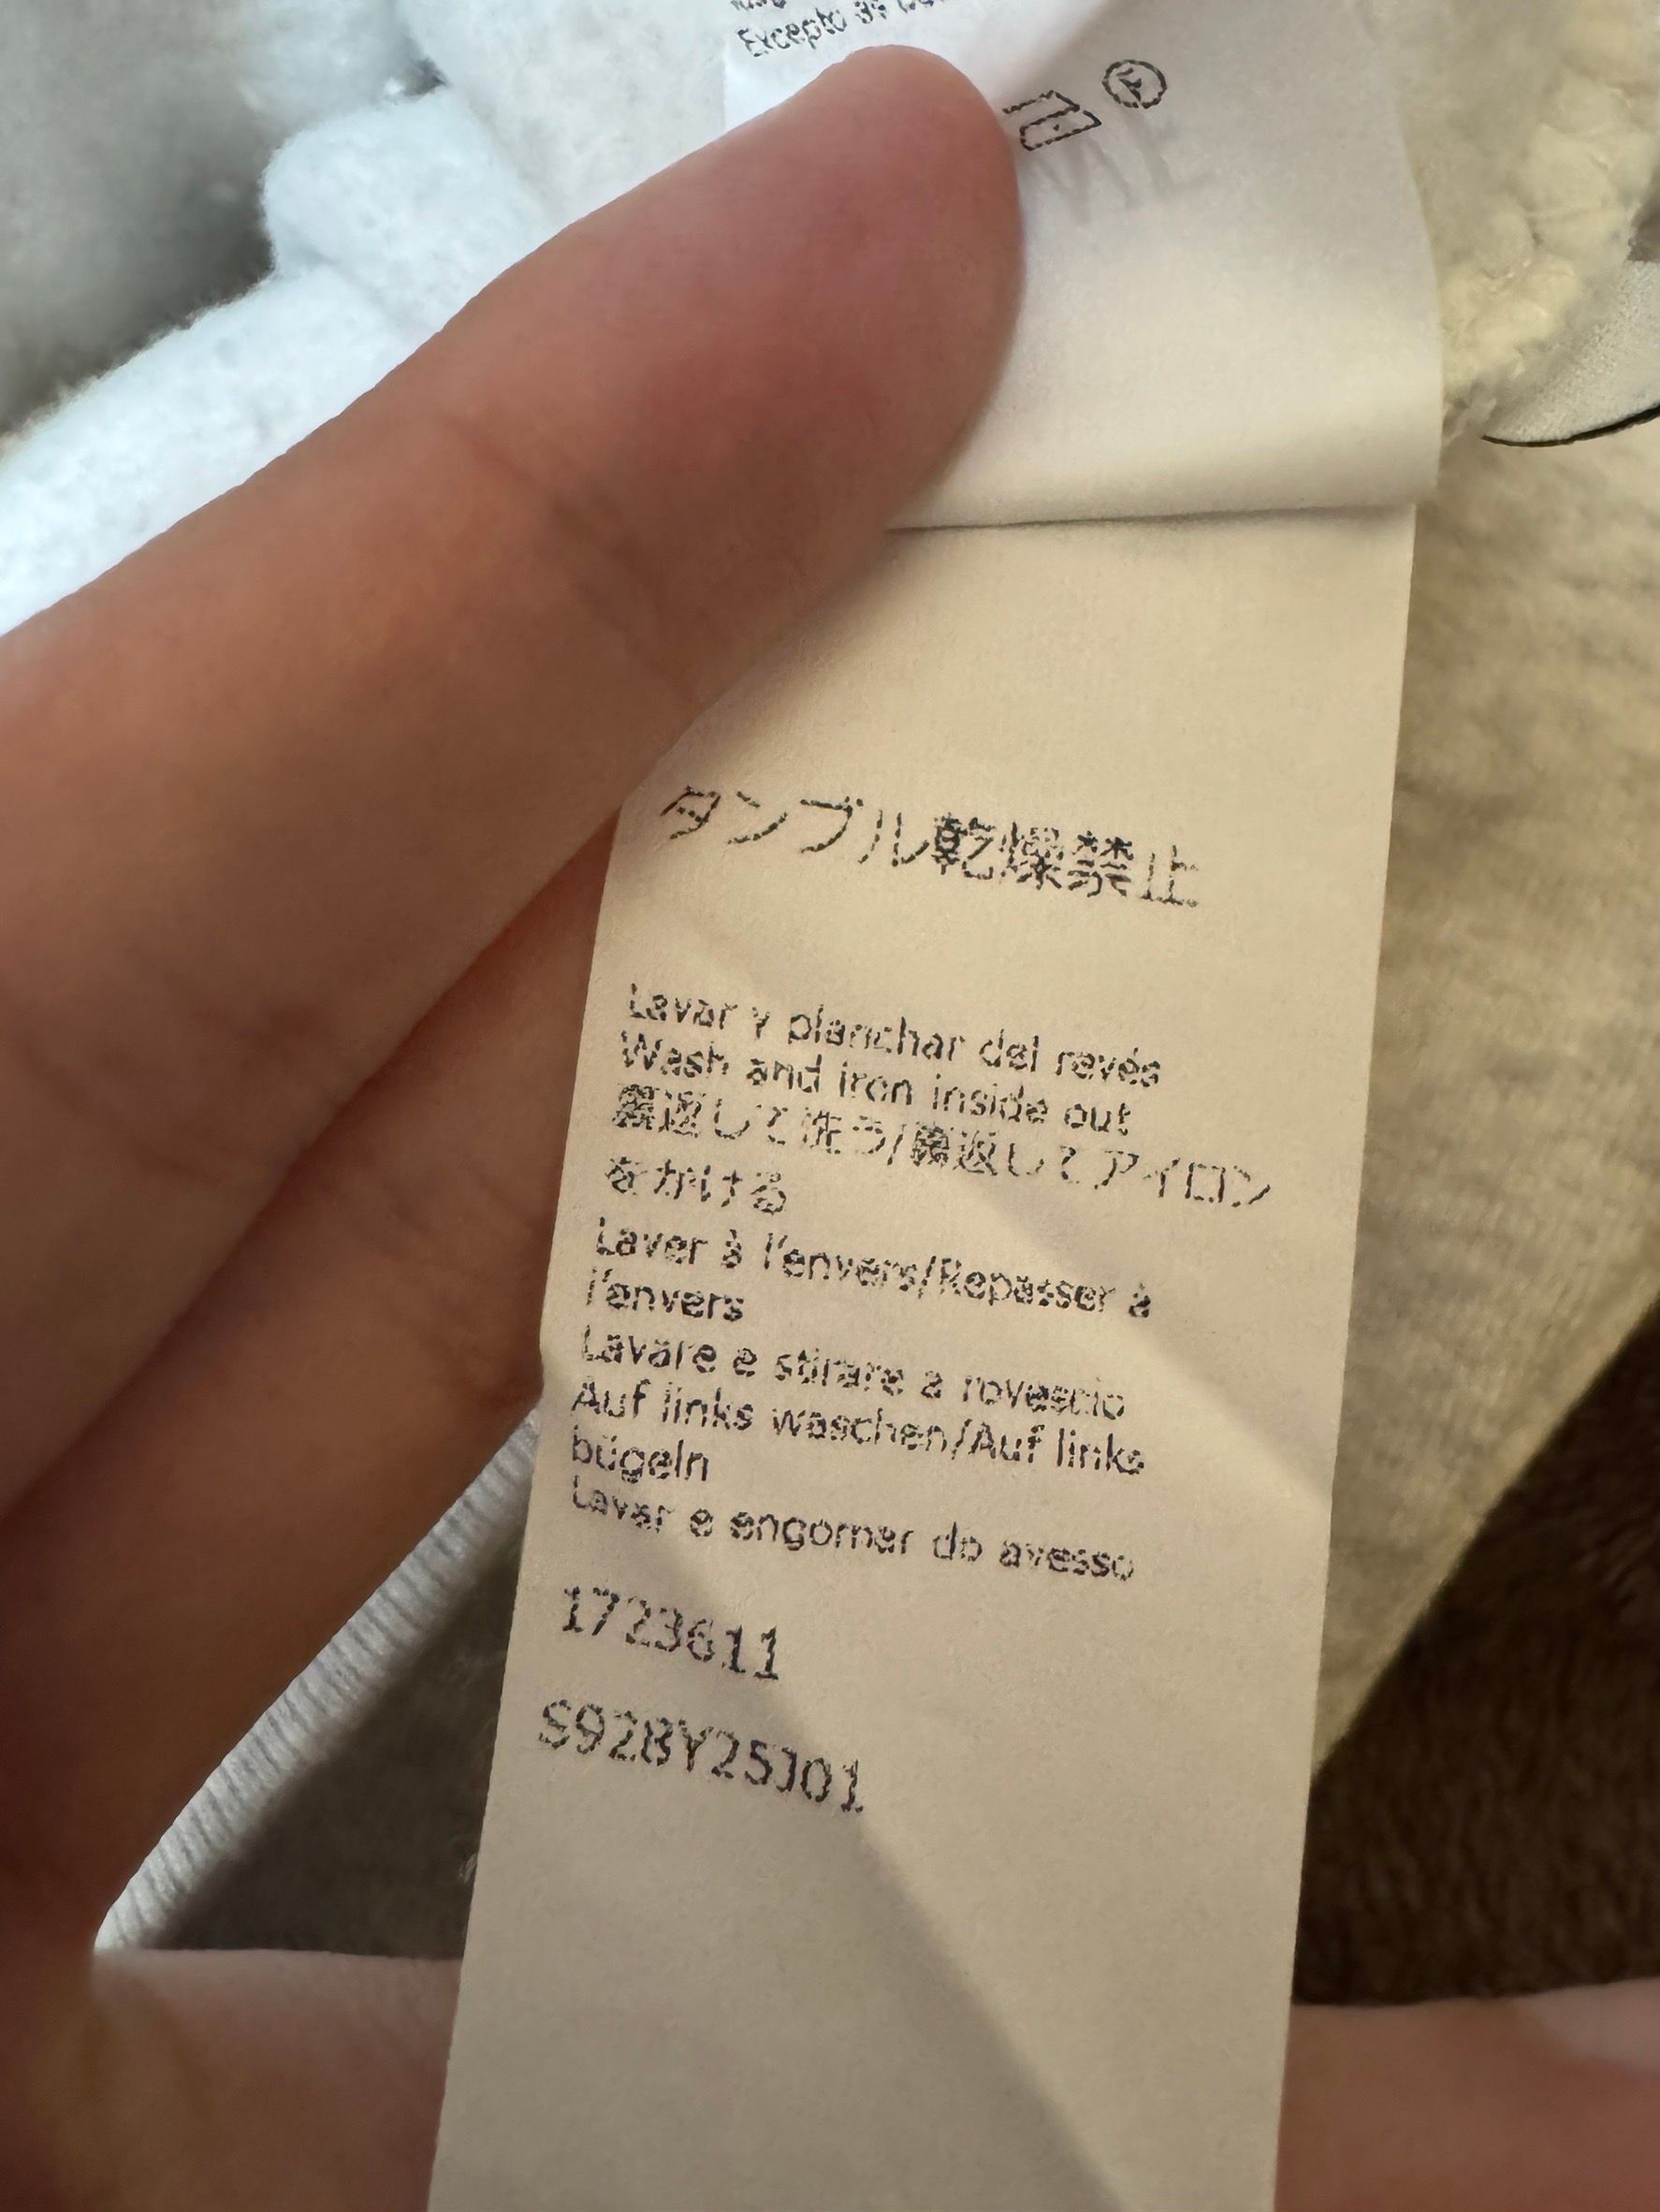 Excepto
タンブル乾燥禁止
Lavar y planchar del revés
Wash and iron inside out
裏返して洗う/裏返してアイロン
をかける
Laver à l'envers/Repasser à
l'envers
Lavare e stirare a rovescio
Auf links waschen/Auf links
bügeln
Lavar e engomar do avesso
1723611
S92BY25J01